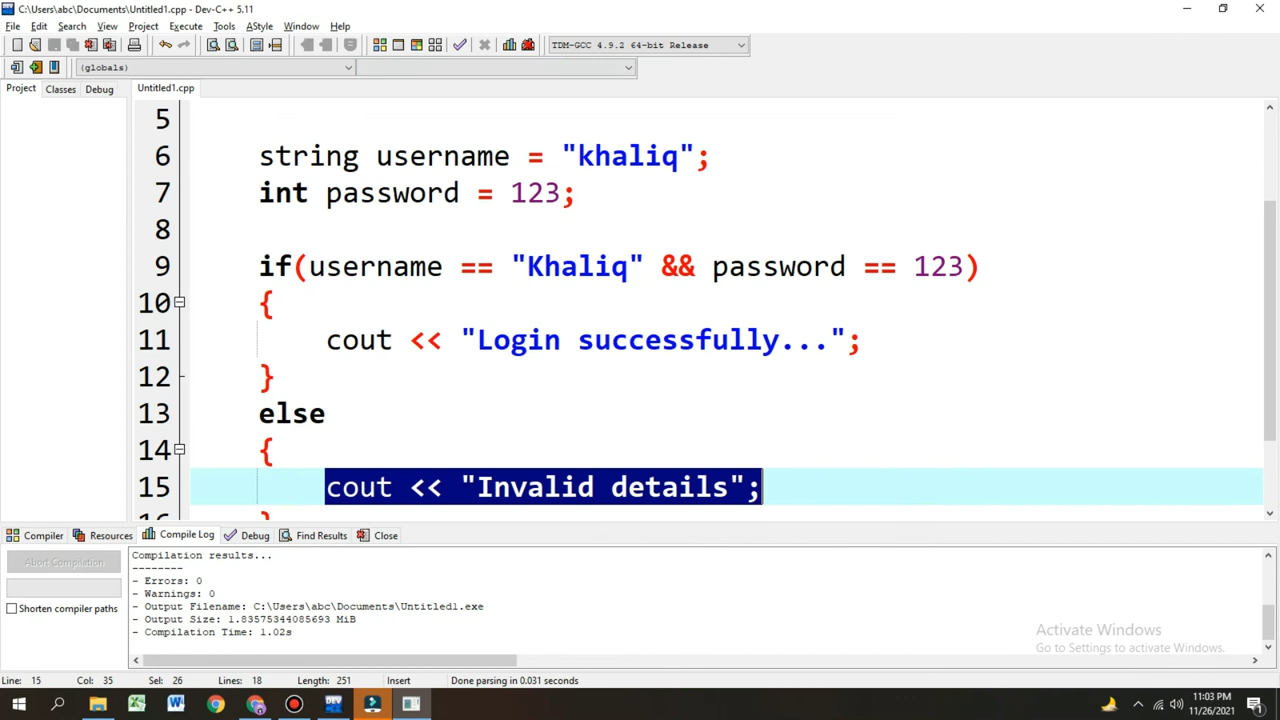 C:\Users\abc\Documents\Untitled1.cpp - Dev-C++ 5.11
File Edit Search View Project Execute Tools AStyle Window Help
TDM-GCC 4.9.2 64-bit Release
(globals)
Project Classes Debug Untitled1.cpp
5
6 string username = "khaliq";
7 int password = 123;
8
9 if(username == "Khaliq" && password == 123)
10 {
11 cout << "Login successfully...";
12 }
13 else
14 {
15 cout << "Invalid details";
16 }
Compiler Resources Compile Log Debug Find Results Close
Abort Compilation
Shorten compiler paths
Compilation results...
--------
- Errors: 0
- Warnings: 0
- Output Filename: C:\Users\abc\Documents\Untitled1.exe
- Output Size: 1.83575344085693 MiB
- Compilation Time: 1.02s
Activate Windows
Go to Settings to activate Windows.
Line: 15 Col: 35 Sel: 26 Lines: 18 Length: 251 Insert Done parsing in 0.031 seconds
DEV
11:03 PM
11/26/2021
1